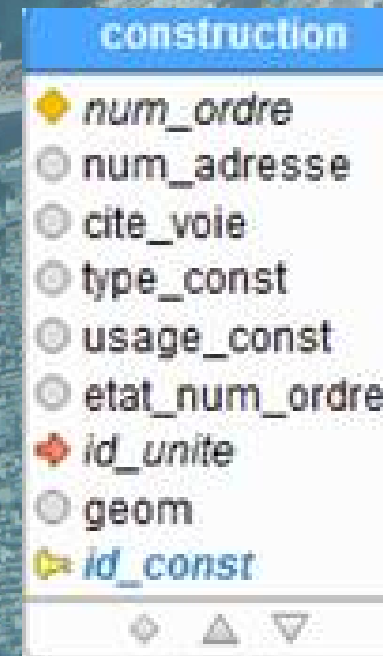 construction
num_ordre
num_adresse
cite_voie
type_const
usage_const
etat_num_ordre
id_unite
geom
id_const